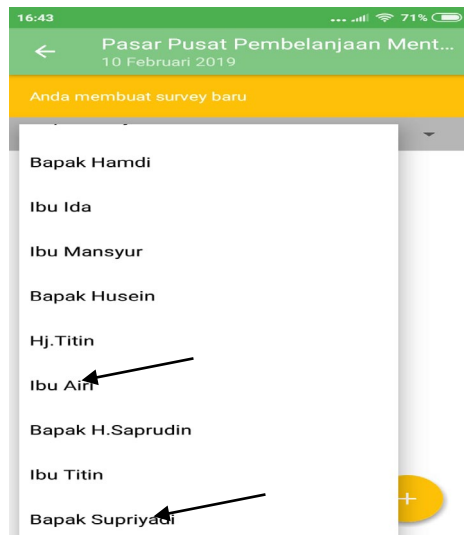 16:43
71%
Pasar Pusat Pembelanjaan Ment...
10 Februari 2019
Anda membuat survey baru
Bapak Hamdi
Ibu Ida
Ibu Mansyur
Bapak Husein
Hj.Titin
Ibu Airi
Bapak H.Saprudin
Ibu Titin
Bapak Supriyadi
+